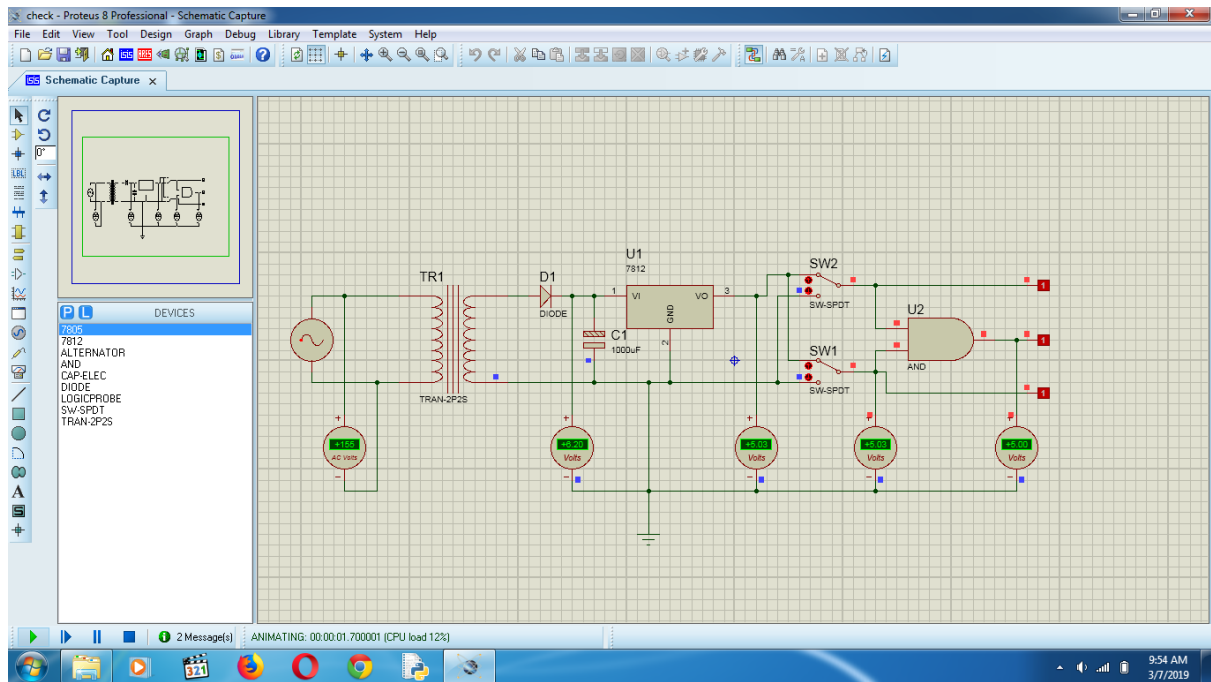 check - Proteus 8 Professional - Schematic Capture
File Edit View Tool Design Graph Debug Library Template System Help
Schematic Capture x
0°
LBL
P L DEVICES
7805
7812
ALTERNATOR
AND
CAP-ELEC
DIODE
LOGICPROBE
SW-SPDT
TRAN-2P2S
A
S
TR1
TRAN-2P2S
D1
DIODE
U1
7812
1 VI VO 3
GND
2
C1
1000uF
SW2
SW-SPDT
SW1
SW-SPDT
U2
AND
1
1
1
+155
AC Volts
+6.20
Volts
+5.03
Volts
+5.03
Volts
+5.00
Volts
2 Message(s) ANIMATING: 00:00:01.700001 (CPU load 12%)
321
9:54 AM
3/7/2019